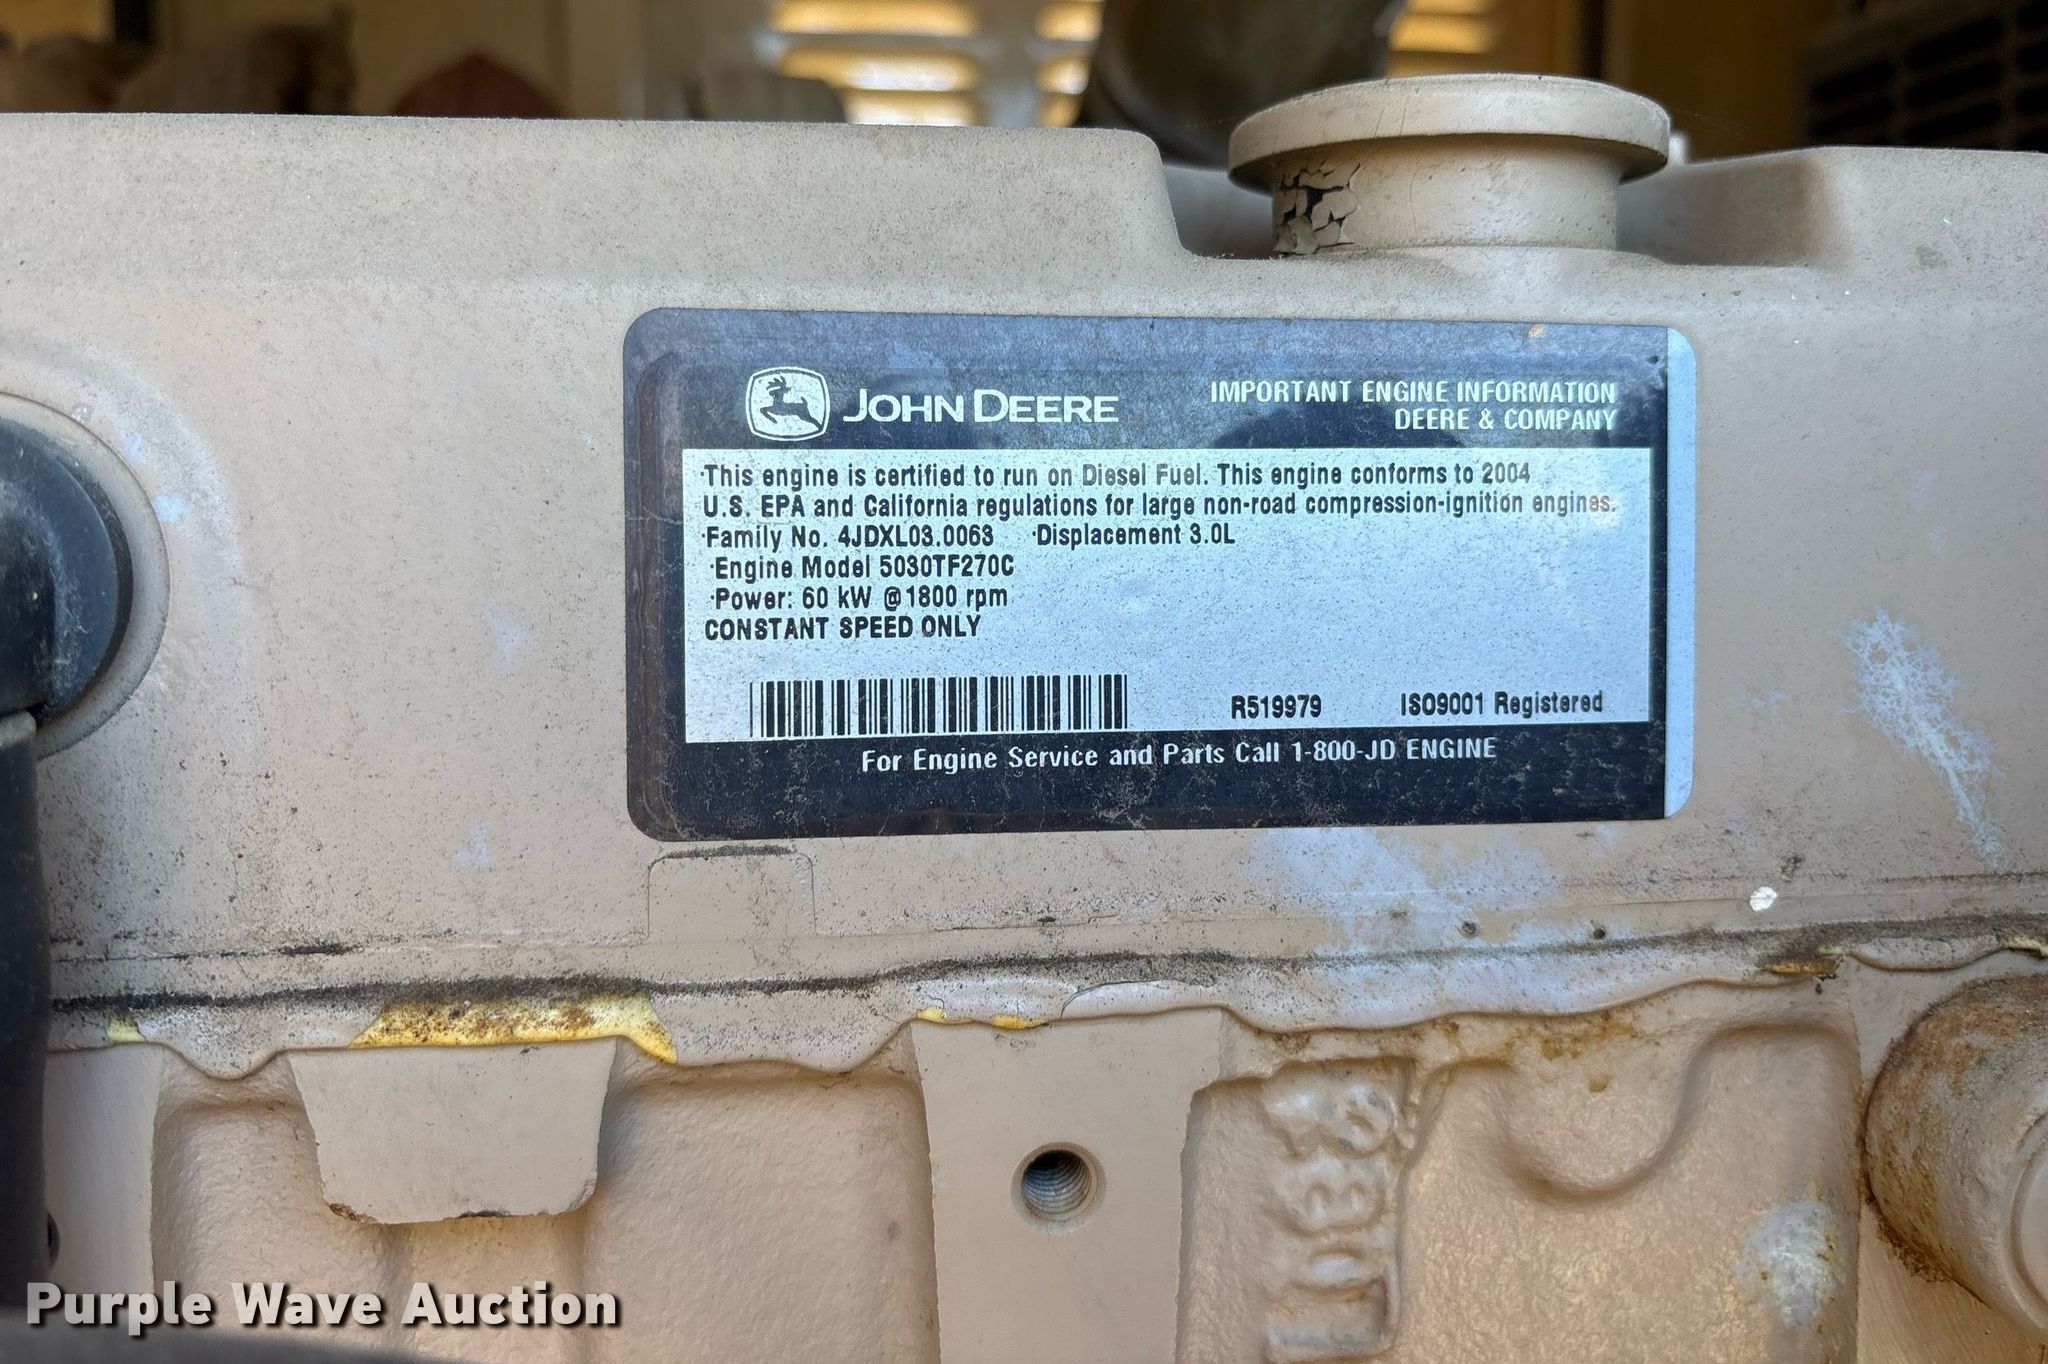 JOHN DEERE
IMPORTANT ENGINE INFORMATION
DEERE & COMPANY
·This engine is certified to run on Diesel Fuel. This engine conforms to 2004
U.S. EPA and California regulations for large non-road compression-ignition engines.
·Family No. 4JDXL03.0063 ·Displacement 3.0L
·Engine Model 5030TF270C
·Power: 60 kW @1800 rpm
CONSTANT SPEED ONLY
R519979 ISO9001 Registered
For Engine Service and Parts Call 1-800-JD ENGINE
Purple Wave Auction